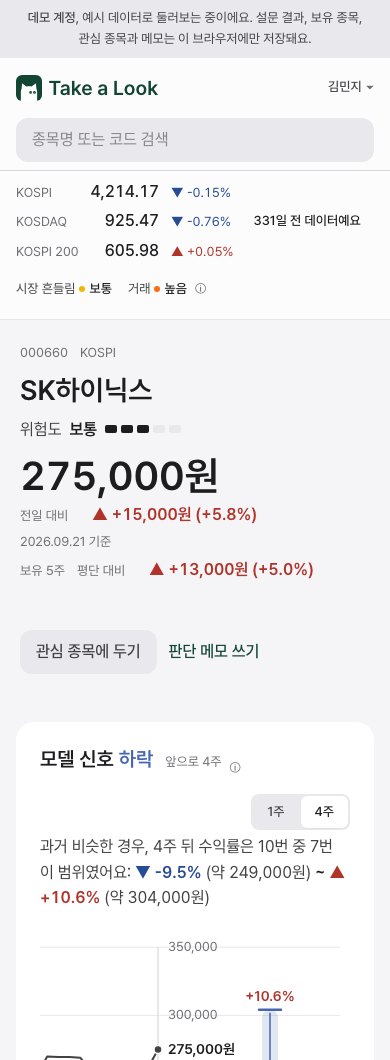 데모 계정, 예시 데이터로 둘러보는 중이에요. 설문 결과, 보유 종목,
관심 종목과 메모는 이 브라우저에만 저장돼요.
Take a Look 김민지
종목명 또는 코드 검색
KOSPI 4,214.17 ▼ -0.15%
KOSDAQ 925.47 ▼ -0.76% 331일 전 데이터예요
KOSPI 200 605.98 ▲ +0.05%
시장 흔들림 보통 거래 높음 ⓘ
000660 KOSPI
SK하이닉스
위험도 보통
275,000원
전일 대비 ▲ +15,000원 (+5.8%)
2026.09.21 기준
보유 5주 평단 대비 ▲ +13,000원 (+5.0%)
관심 종목에 두기 판단 메모 쓰기
모델 신호 하락 앞으로 4주 ⓘ
1주 4주
과거 비슷한 경우, 4주 뒤 수익률은 10번 중 7번
이 범위였어요: ▼ -9.5% (약 249,000원) ~ ▲
+10.6% (약 304,000원)
350,000
+10.6%
300,000
275,000원